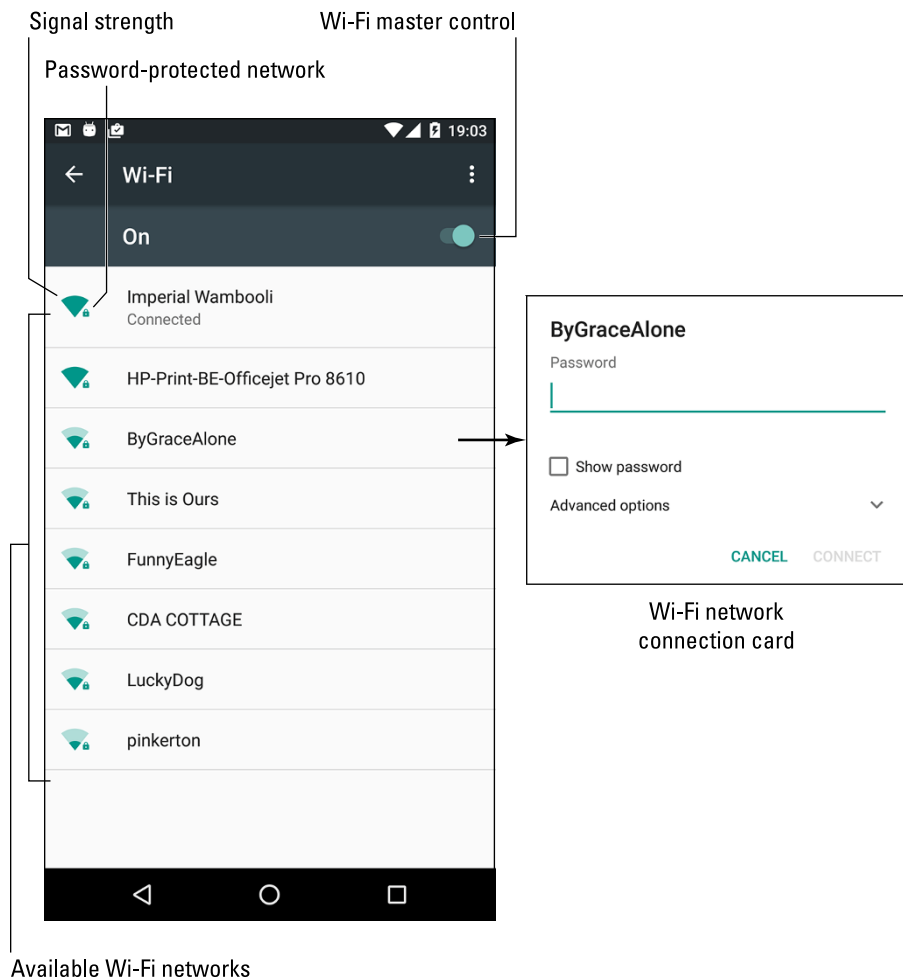 Signal strength
Wi-Fi master control
Password-protected network
19:03
Wi-Fi
On
Imperial Wambooli
Connected
HP-Print-BE-Officejet Pro 8610
ByGraceAlone
This is Ours
FunnyEagle
CDA COTTAGE
LuckyDog
pinkerton
ByGraceAlone
Password
Show password
Advanced options
CANCEL CONNECT
Wi-Fi network
connection card
Available Wi-Fi networks